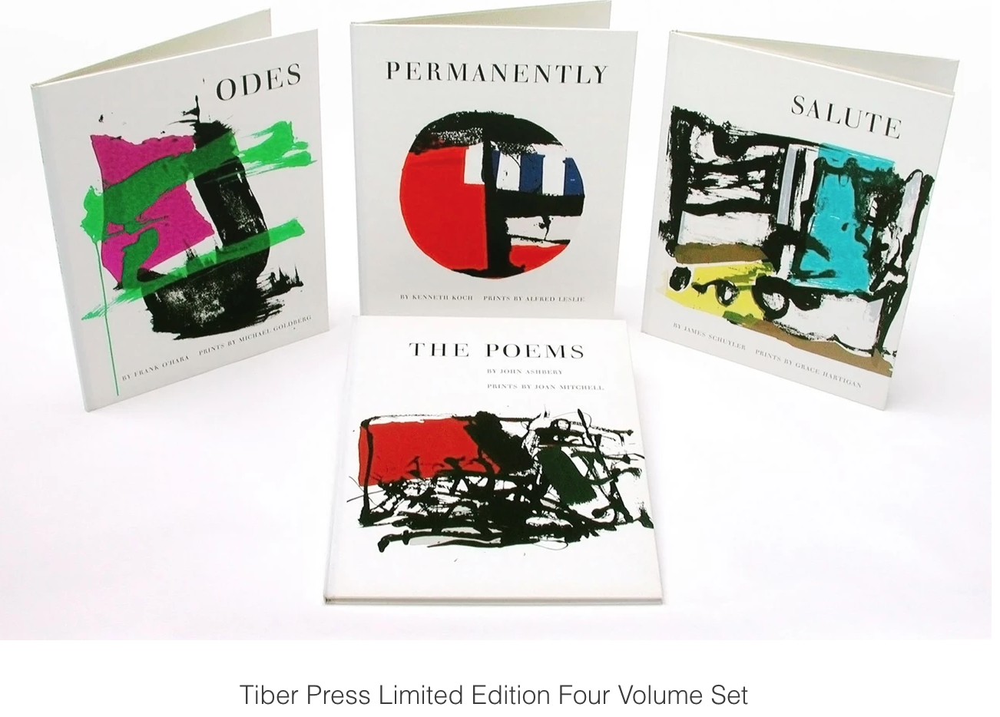 ODES
BY FRANK O'HARA PRINTS BY MICHAEL GOLDBERG
PERMANENTLY
BY KENNETH KOCH PRINTS BY ALFRED LESLIE
SALUTE
BY JAMES SCHUYLER PRINTS BY GRACE HARTIGAN
THE POEMS
BY JOHN ASHBERY
PRINTS BY JOAN MITCHELL
Tiber Press Limited Edition Four Volume Set